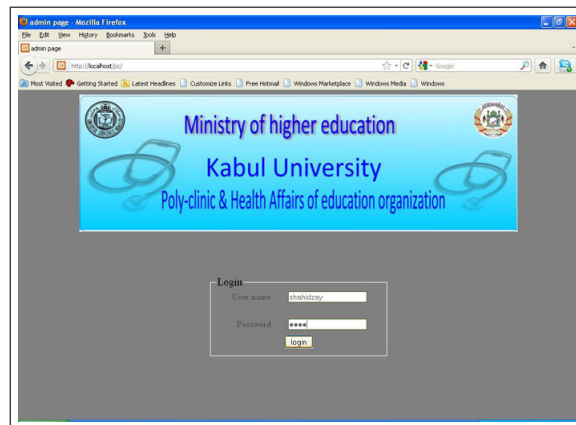 admin page - Mozilla Firefox
File Edit View History Bookmarks Tools Help
admin page +
http://localhost/pc/ Google
Most Visited Getting Started Latest Headlines Customize Links Free Hotmail Windows Marketplace Windows Media Windows
Ministry of higher education
Kabul University
Poly-clinic & Health Affairs of education organization
Login
User name shahidzay
Password ****
login